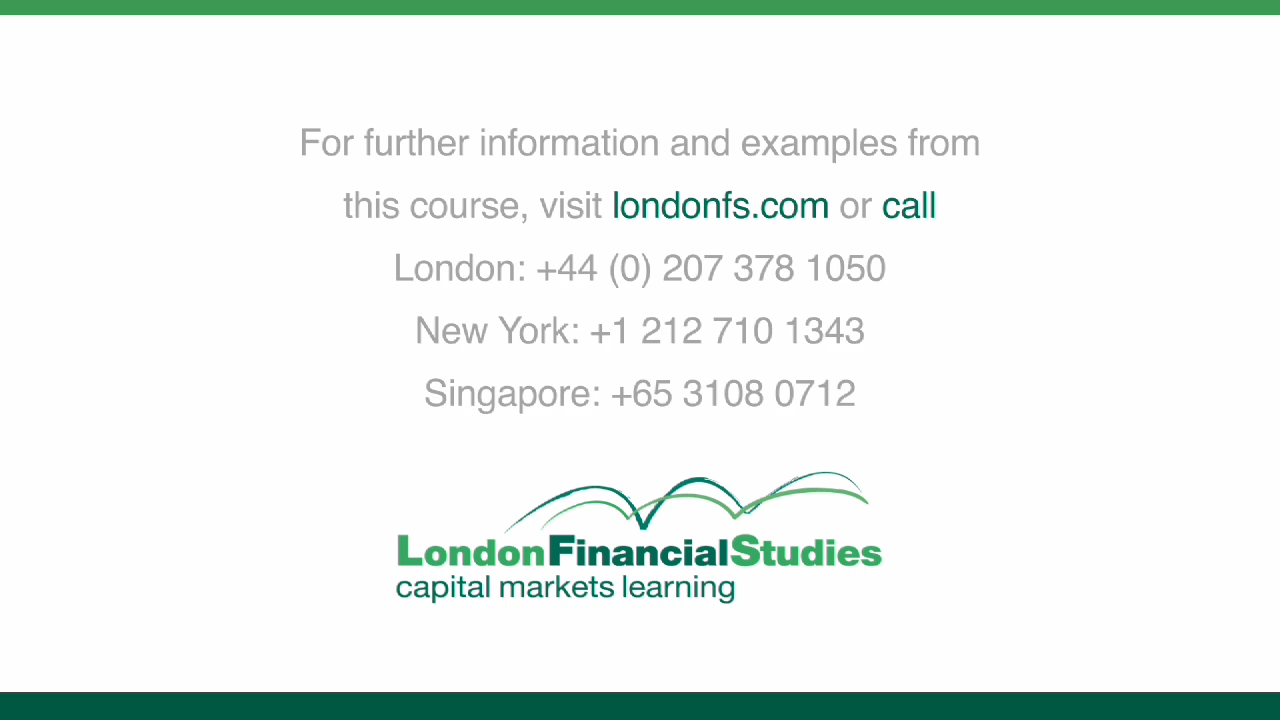 For further information and examples from
this course, visit londonfs.com or call
London: +44 (0) 207 378 1050
New York: +1 212 710 1343
Singapore: +65 3108 0712
LondonFinancialStudies
capital markets learning